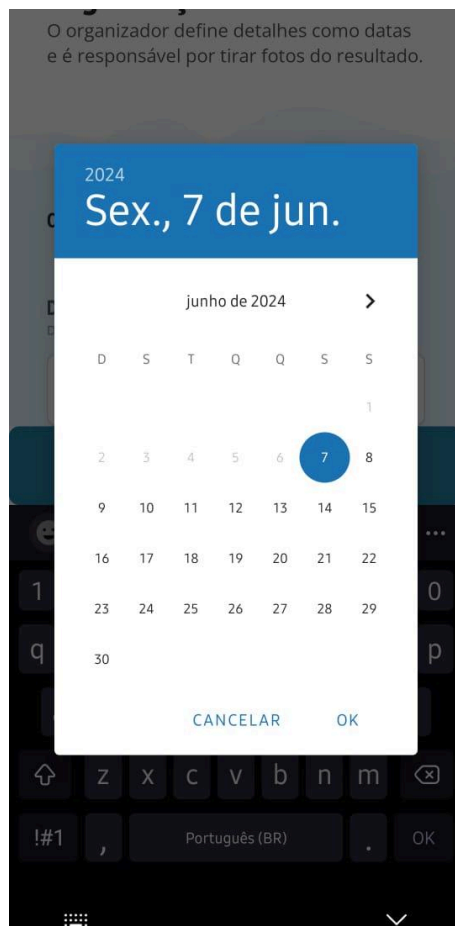 O organizador define detalhes como datas
e é responsável por tirar fotos do resultado.
2024
Sex., 7 de jun.
junho de 2024
D S T Q Q S S
1
2 3 4 5 6 7 8
9 10 11 12 13 14 15
16 17 18 19 20 21 22
23 24 25 26 27 28 29
30
CANCELAR OK
1 0
q p
z x c v b n m
!#1 , Português (BR) . OK